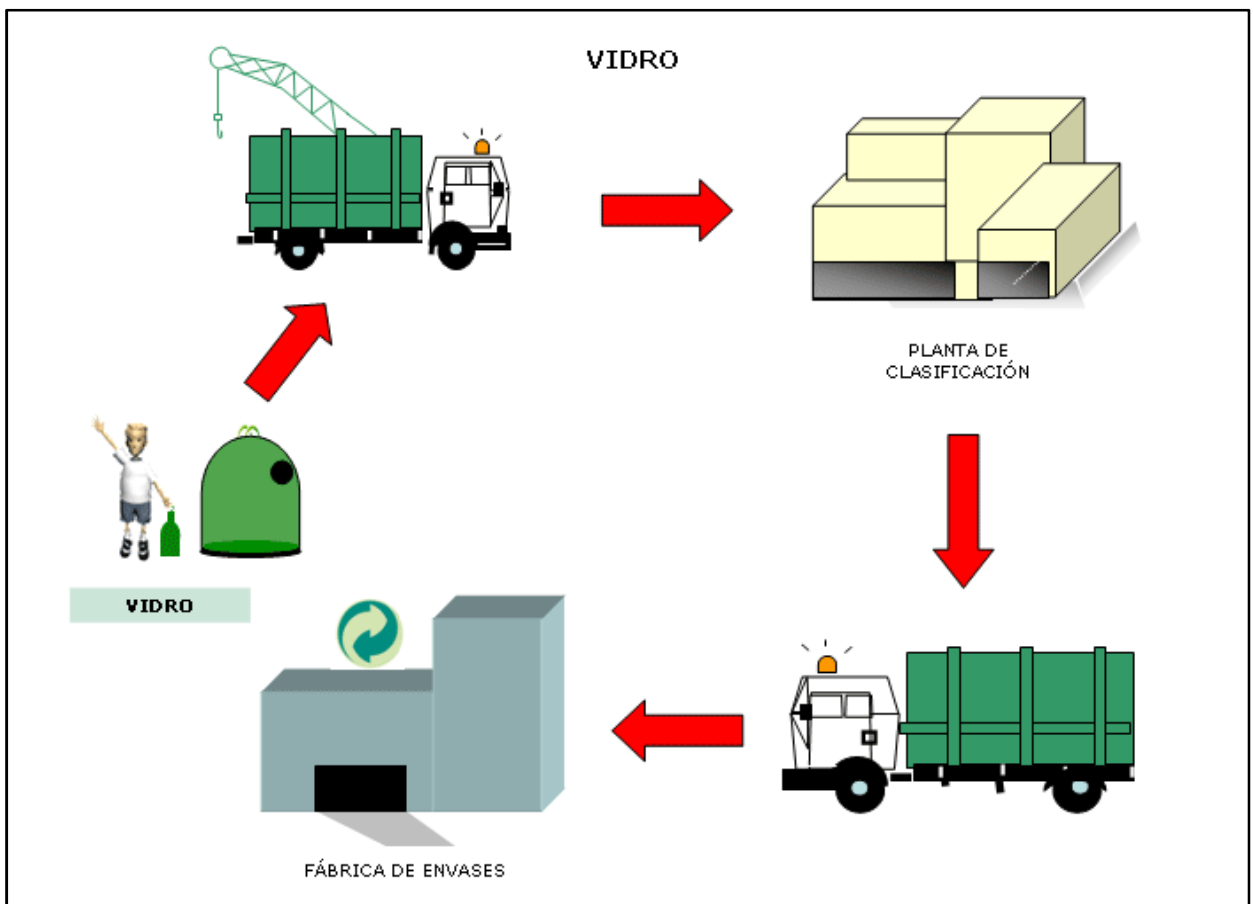 VIDRO
PLANTA DE
CLASIFICACIÓN
VIDRO
FÁBRICA DE ENVASES